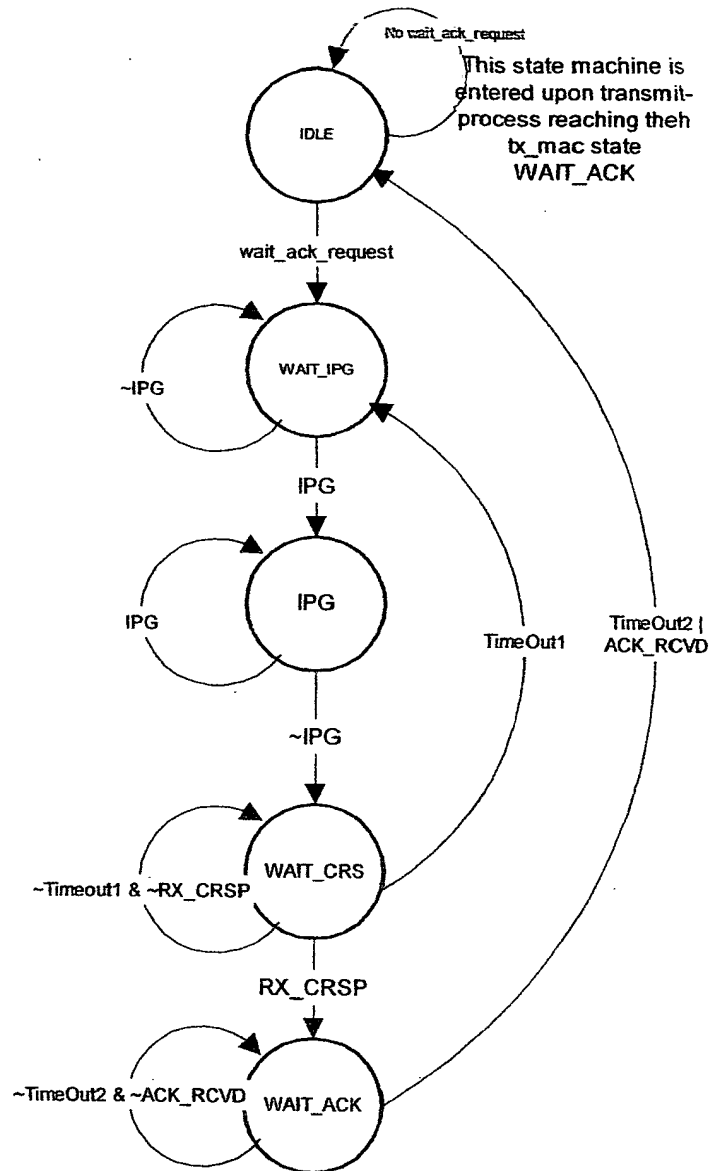 No wait_ack_request
This state machine is
entered upon transmit-
process reaching theh
tx_mac state
WAIT_ACK
IDLE
wait_ack_request
WAIT_IPG
~IPG
IPG
IPG
IPG
~IPG
TimeOut1
TimeOut2 |
ACK_RCVD
WAIT_CRS
~Timeout1 & ~RX_CRSP
RX_CRSP
~TimeOut2 & ~ACK_RCVD
WAIT_ACK